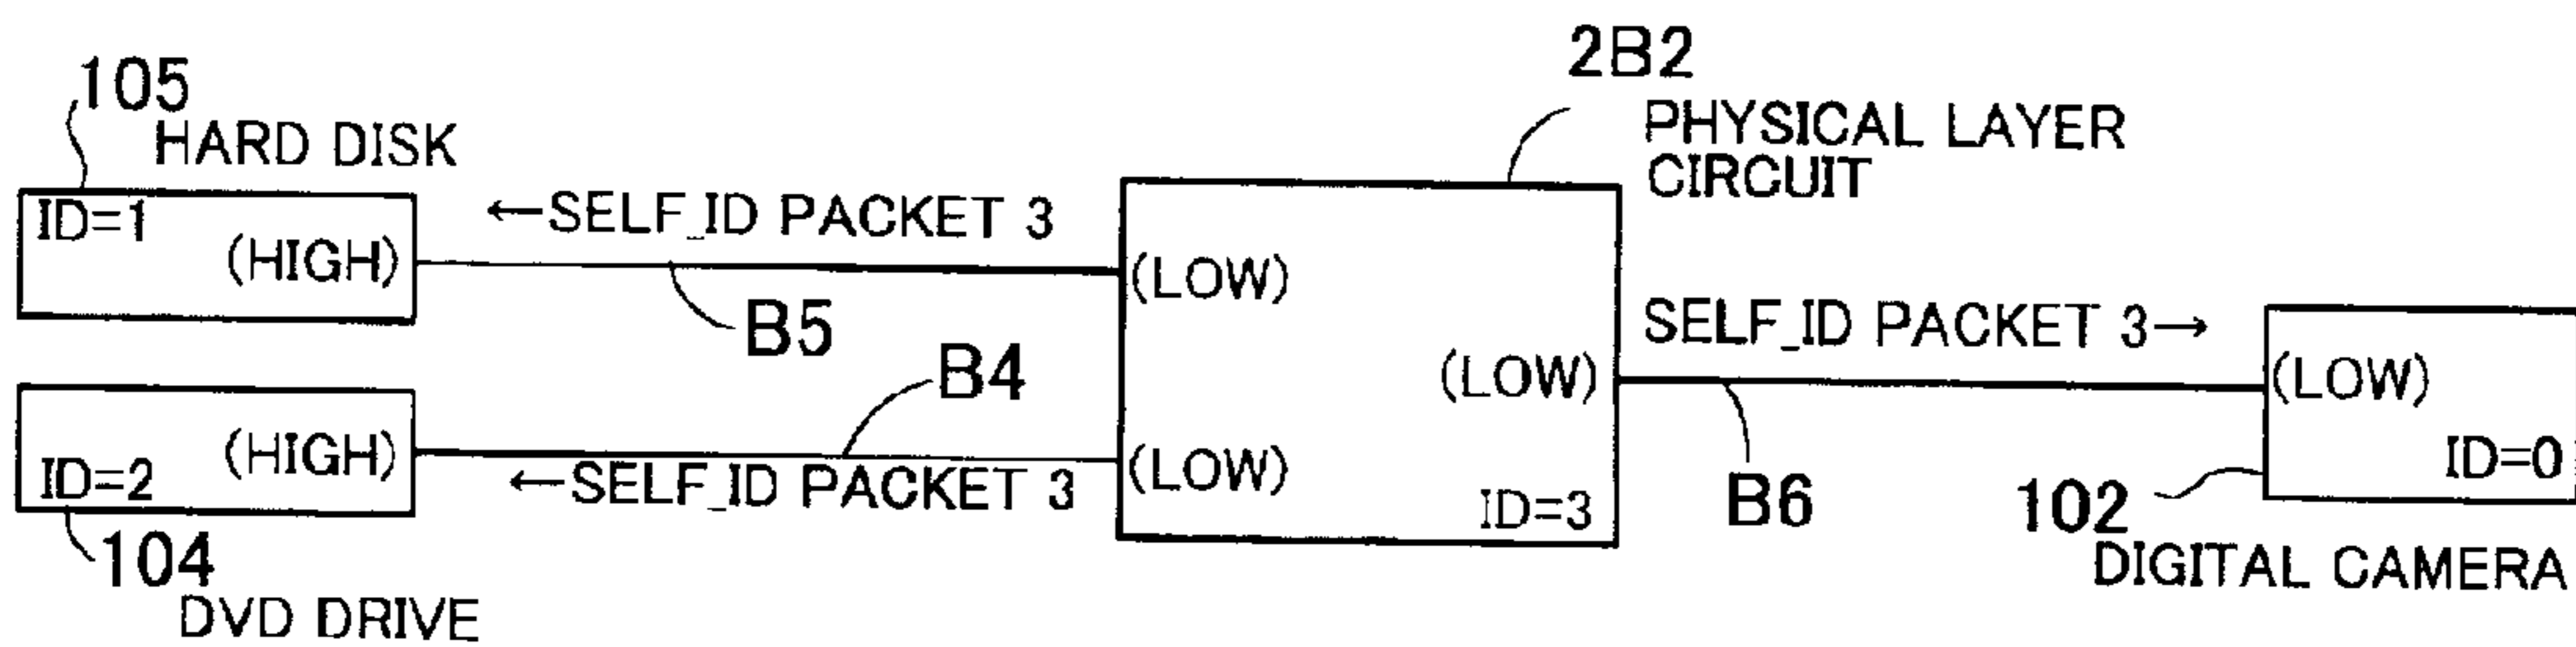 105
HARD DISK
ID=1
(HIGH)
←SELF_ID PACKET 3
B5
(LOW)
2B2
PHYSICAL LAYER
CIRCUIT
(LOW)
SELF_ID PACKET 3→
(LOW)
ID=0
102
DIGITAL CAMERA
B6
B4
ID=2
(HIGH)
←SELF_ID PACKET 3
(LOW)
ID=3
104
DVD DRIVE